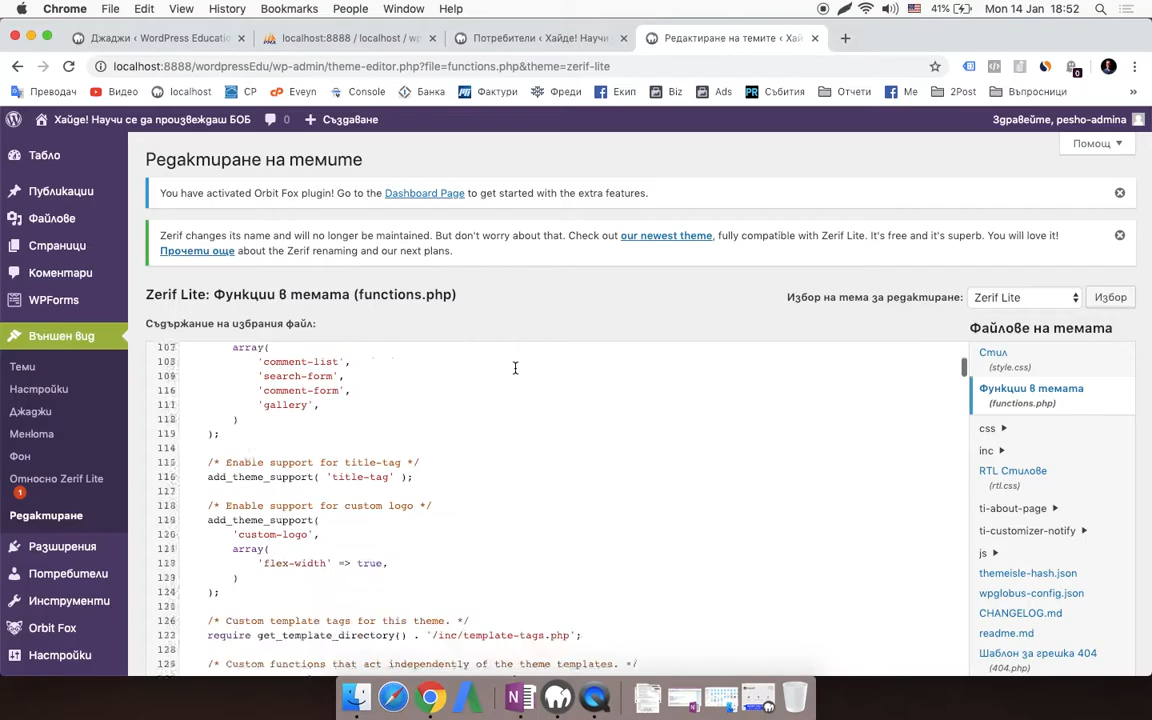 Chrome File Edit View History Bookmarks People Window Help 41% Mon 14 Jan 18:52
Джаджи ‹ WordPress Educatio × localhost:8888 / localhost / wp × Потребители ‹ Хайде! Научи × Редактиране на темите ‹ Хай ×
localhost:8888/wordpressEdu/wp-admin/theme-editor.php?file=functions.php&theme=zerif-lite
Преводач Видео localhost CP Eveyn Console Банка Фактури Фреди Екип Biz Ads Събития Отчети Me 2Post Въпросници »
Хайде! Научи се да произвеждаш БОБ 0 Създаване Здравейте, pesho-admina
Табло
Публикации
Файлове
Страници
Коментари
WPForms
Външен вид
Теми
Настройки
Джаджи
Менюта
Фон
Относно Zerif Lite
1
Редактиране
Разширения
Потребители
Инструменти
Orbit Fox
Настройки
Помощ
Редактиране на темите
You have activated Orbit Fox plugin! Go to the Dashboard Page to get started with the extra features.
Zerif changes its name and will no longer be maintained. But don't worry about that. Check out our newest theme, fully compatible with Zerif Lite. It's free and it's superb. You will love it!
Прочети още about the Zerif renaming and our next plans.
Zerif Lite: Функции в темата (functions.php)
Избор на тема за редактиране: Zerif Lite Избор
Съдържание на избрания файл:
array(
'comment-list',
'search-form',
'comment-form',
'gallery',
)
);
114
/* Enable support for title-tag */
add_theme_support( 'title-tag' );
/* Enable support for custom logo */
add_theme_support(
'custom-logo',
array(
'flex-width' => true,
)
);
/* Custom template tags for this theme. */
require get_template_directory() . '/inc/template-tags.php';
/* Custom functions that act independently of the theme templates. */
Файлове на темата
Стил
(style.css)
Функции в темата
(functions.php)
css
inc
RTL Стилове
(rtl.css)
ti-about-page
ti-customizer-notify
js
themeisle-hash.json
wpglobus-config.json
CHANGELOG.md
readme.md
Шаблон за грешка 404
(404.php)